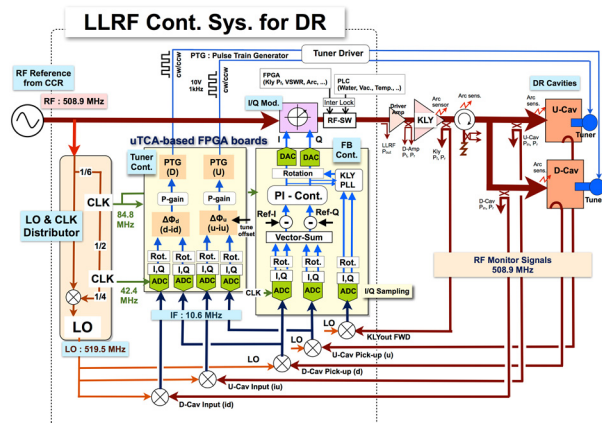 LLRF Cont. Sys. for DR
PTG : Pulse Train Generator
Tuner Driver
cw/ccw
cw/ccw
10V
1kHz
RF Reference
from CCR
RF : 508.9 MHz
FPGA
(Kly Pf, VSWR, Arc, ...)
PLC
(Water, Vac., Temp., ..)
Inter Lock
I/Q Mod.
RF-SW
LLRF
Pout
Driver
Amp
D-Amp
Pf, Pr
KLY
Arc
sensor
Kly
Pf, Pr
Arc sens.
Arc sens.
DR Cavities
U-Cav
Tuner
U-Cav
Pin, Pr
Arc
sens.
D-Cav
Tuner
D-Cav
Pin, Pr
uTCA-based FPGA boards
Tuner
Cont.
PTG
(D)
PTG
(U)
P-gain
P-gain
ΔΦd
(d-id)
ΔΦu
(u-iu)
tune
offset
Rot.
Rot.
Rot.
Rot.
I,Q
I,Q
ADC
ADC
ADC
ADC
I
Q
DAC
DAC
FB
Cont.
Rotation
KLY
PLL
PI - Cont.
Ref-I
Ref-Q
Vector-Sum
Rot.
Rot.
Rot.
I,Q
I,Q
I,Q
CLK
ADC
ADC
ADC
I/Q Sampling
1/6
CLK
84.8
MHz
LO & CLK
Distributor
1/2
CLK
42.4
MHz
1/4
LO
LO : 519.5 MHz
IF : 10.6 MHz
RF Monitor Signals
508.9 MHz
LO
KLYout FWD
LO
U-Cav Pick-up (u)
LO
D-Cav Pick-up (d)
U-Cav Input (iu)
D-Cav Input (id)